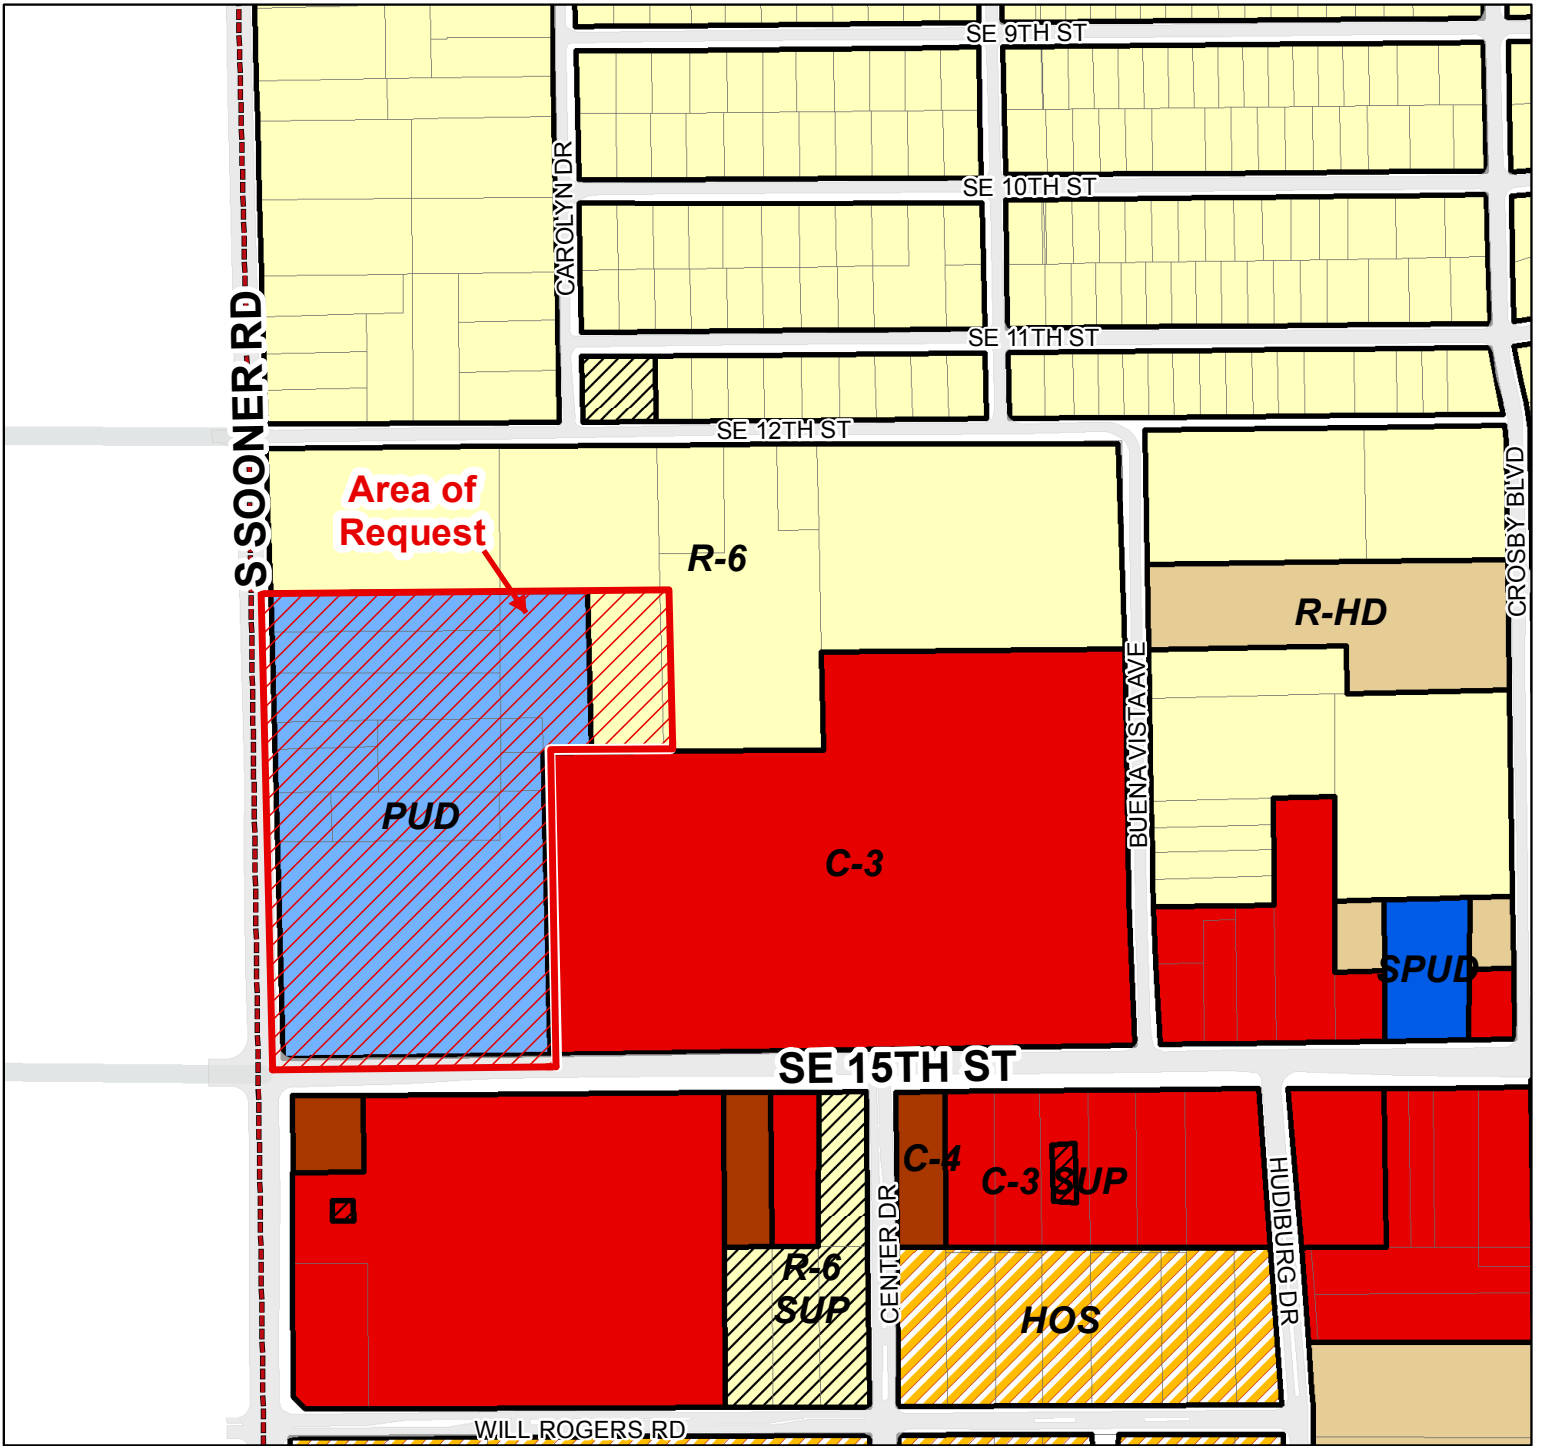 SE 9TH ST
CAROLYN DR
SE 10TH ST
S SOONER RD
SE 11TH ST
SE 12TH ST
CROSBY BLVD
Area of
Request
R-6
R-HD
BUENA VISTA AVE
PUD
C-3
SPUD
SE 15TH ST
C-4
C-3 SUP
CENTER DR
HUDIBURG DR
R-6
SUP
HOS
WILL ROGERS RD